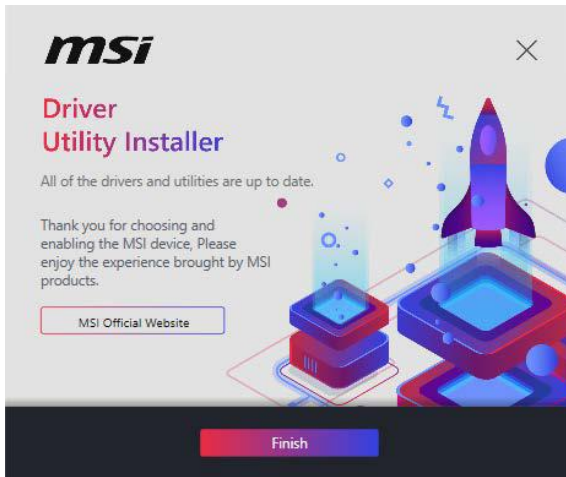 msi
Driver
Utility Installer
All of the drivers and utilities are up to date.
Thank you for choosing and
enabling the MSI device, Please
enjoy the experience brought by MSI
products.
MSI Official Website
Finish